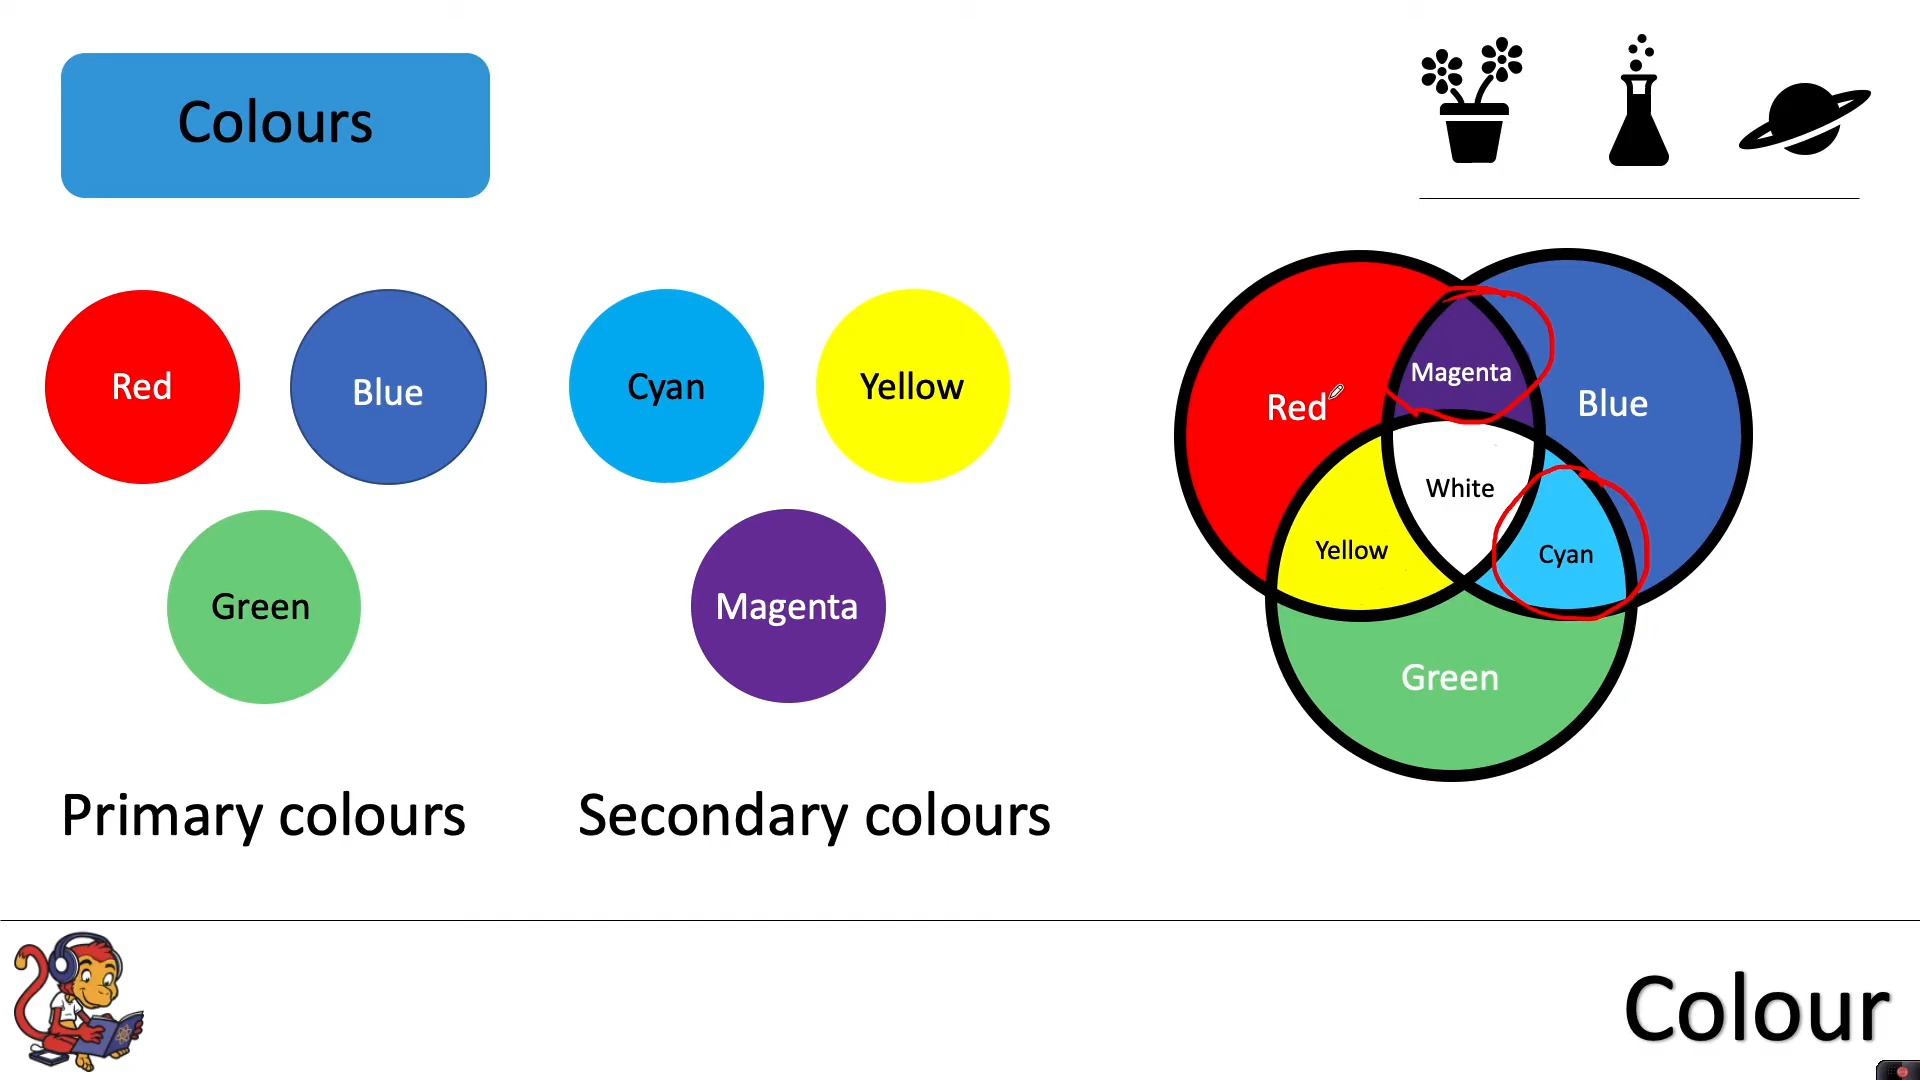 Colours
Red
Blue
Cyan
Yellow
Green
Magenta
Primary colours
Secondary colours
Magenta
Red
Blue
White
Yellow
Cyan
Green
Colour